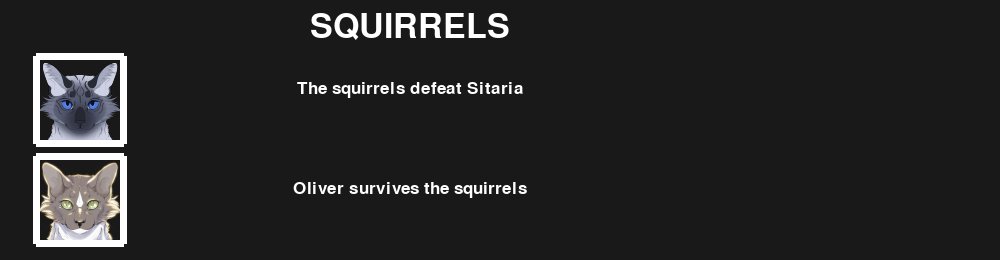 SQUIRRELS
The squirrels defeat Sitaria
Oliver survives the squirrels